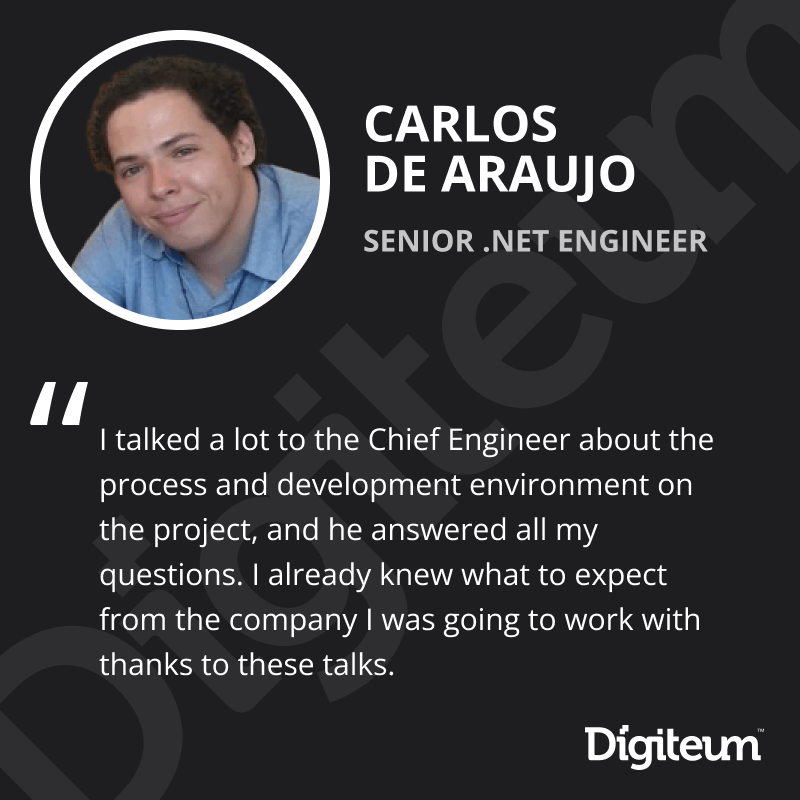 CARLOS
DE ARAUJO
SENIOR .NET ENGINEER
“
I talked a lot to the Chief Engineer about the
process and development environment on
the project, and he answered all my
questions. I already knew what to expect
from the company I was going to work with
thanks to these talks.
Digiteum™
Digiteum